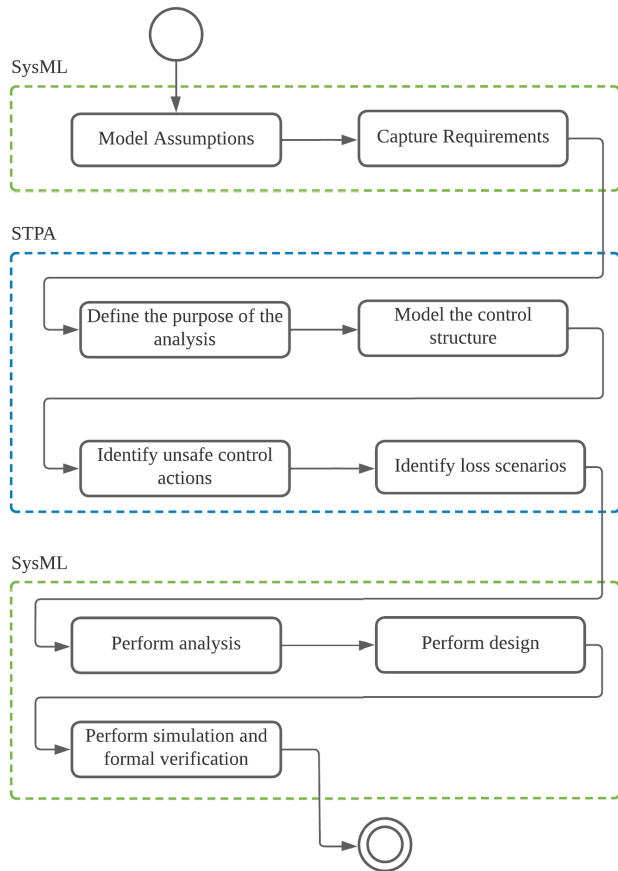 SysML
Model Assumptions
Capture Requirements
STPA
Define the purpose of the
analysis
Model the control
structure
Identify unsafe control
actions
Identify loss scenarios
SysML
Perform analysis
Perform design
Perform simulation and
formal verification